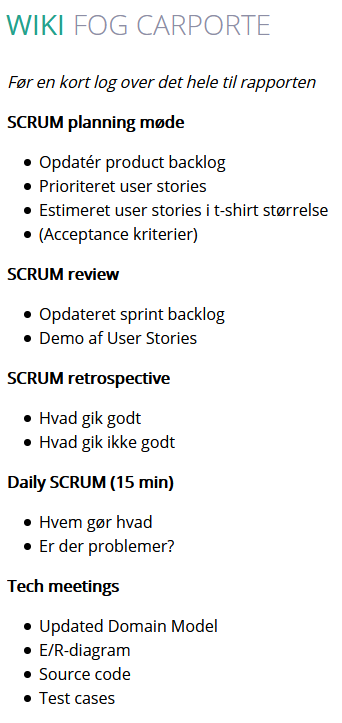 WIKI FOG CARPORTE
Før en kort log over det hele til rapporten
SCRUM planning møde
Opdatér product backlog
Prioriteret user stories
Estimeret user stories i t-shirt størrelse
(Acceptance kriterier)
SCRUM review
Opdateret sprint backlog
Demo af User Stories
SCRUM retrospective
Hvad gik godt
Hvad gik ikke godt
Daily SCRUM (15 min)
Hvem gør hvad
Er der problemer?
Tech meetings
Updated Domain Model
E/R-diagram
Source code
Test cases